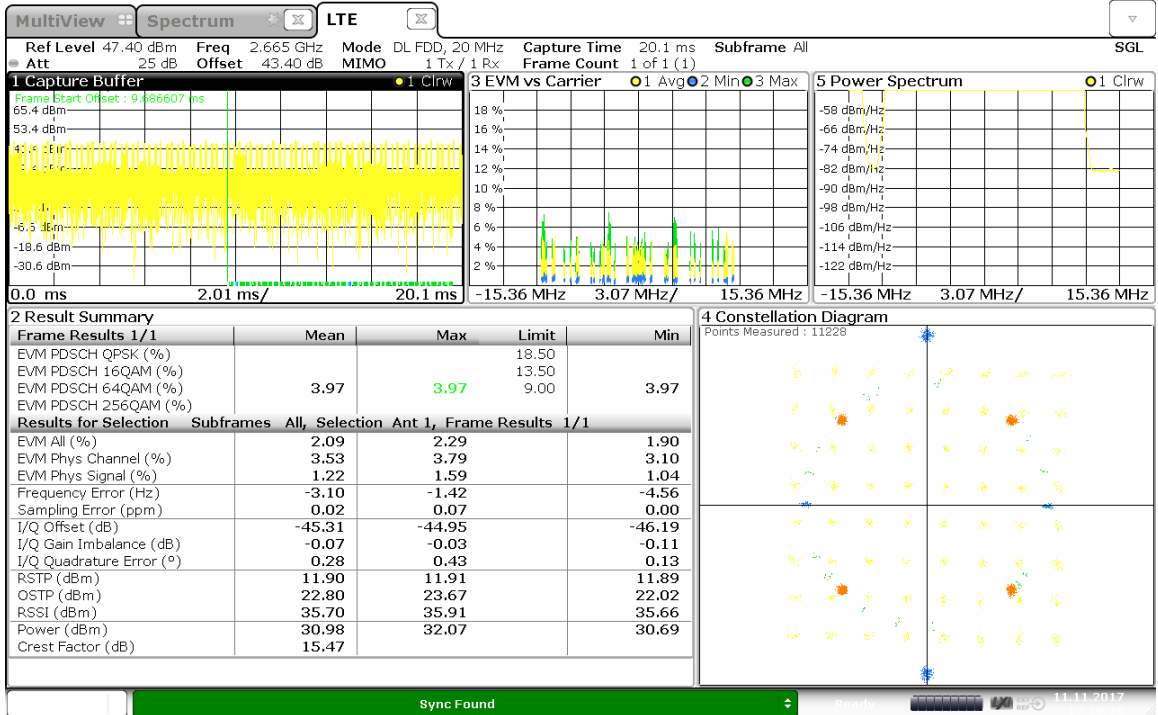 MultiView Spectrum LTE
Ref Level 47.40 dBm Freq 2.665 GHz Mode DL FDD, 20 MHz Capture Time 20.1 ms Subframe All SGL
Att 25 dB Offset 43.40 dB MIMO 1 Tx / 1 Rx Frame Count 1 of 1 (1)
1 Capture Buffer 1 Clrw
Frame Start Offset : 9.686607 ms
65.4 dBm
53.4 dBm
-6.5 dBm
-18.6 dBm
-30.6 dBm
0.0 ms 2.01 ms/ 20.1 ms
3 EVM vs Carrier 1 Avg 2 Min 3 Max
18 %
16 %
14 %
12 %
10 %
8 %
6 %
4 %
2 %
-15.36 MHz 3.07 MHz/ 15.36 MHz
5 Power Spectrum 1 Clrw
-58 dBm/Hz
-66 dBm/Hz
-74 dBm/Hz
-82 dBm/Hz
-90 dBm/Hz
-98 dBm/Hz
-106 dBm/Hz
-114 dBm/Hz
-122 dBm/Hz
-15.36 MHz 3.07 MHz/ 15.36 MHz
2 Result Summary
Frame Results 1/1 Mean Max Limit Min
EVM PDSCH QPSK (%) 18.50
EVM PDSCH 16QAM (%) 13.50
EVM PDSCH 64QAM (%) 3.97 3.97 9.00 3.97
EVM PDSCH 256QAM (%)
Results for Selection Subframes All, Selection Ant 1, Frame Results 1/1
EVM All (%) 2.09 2.29 1.90
EVM Phys Channel (%) 3.53 3.79 3.10
EVM Phys Signal (%) 1.22 1.59 1.04
Frequency Error (Hz) -3.10 -1.42 -4.56
Sampling Error (ppm) 0.02 0.07 0.00
I/Q Offset (dB) -45.31 -44.95 -46.19
I/Q Gain Imbalance (dB) -0.07 -0.03 -0.11
I/Q Quadrature Error (º) 0.28 0.43 0.13
RSTP (dBm) 11.90 11.91 11.89
OSTP (dBm) 22.80 23.67 22.02
RSSI (dBm) 35.70 35.91 35.66
Power (dBm) 30.98 32.07 30.69
Crest Factor (dB) 15.47
4 Constellation Diagram
Points Measured : 11228
Sync Found
Ready
LXI
EXT
REF
11.11.2017